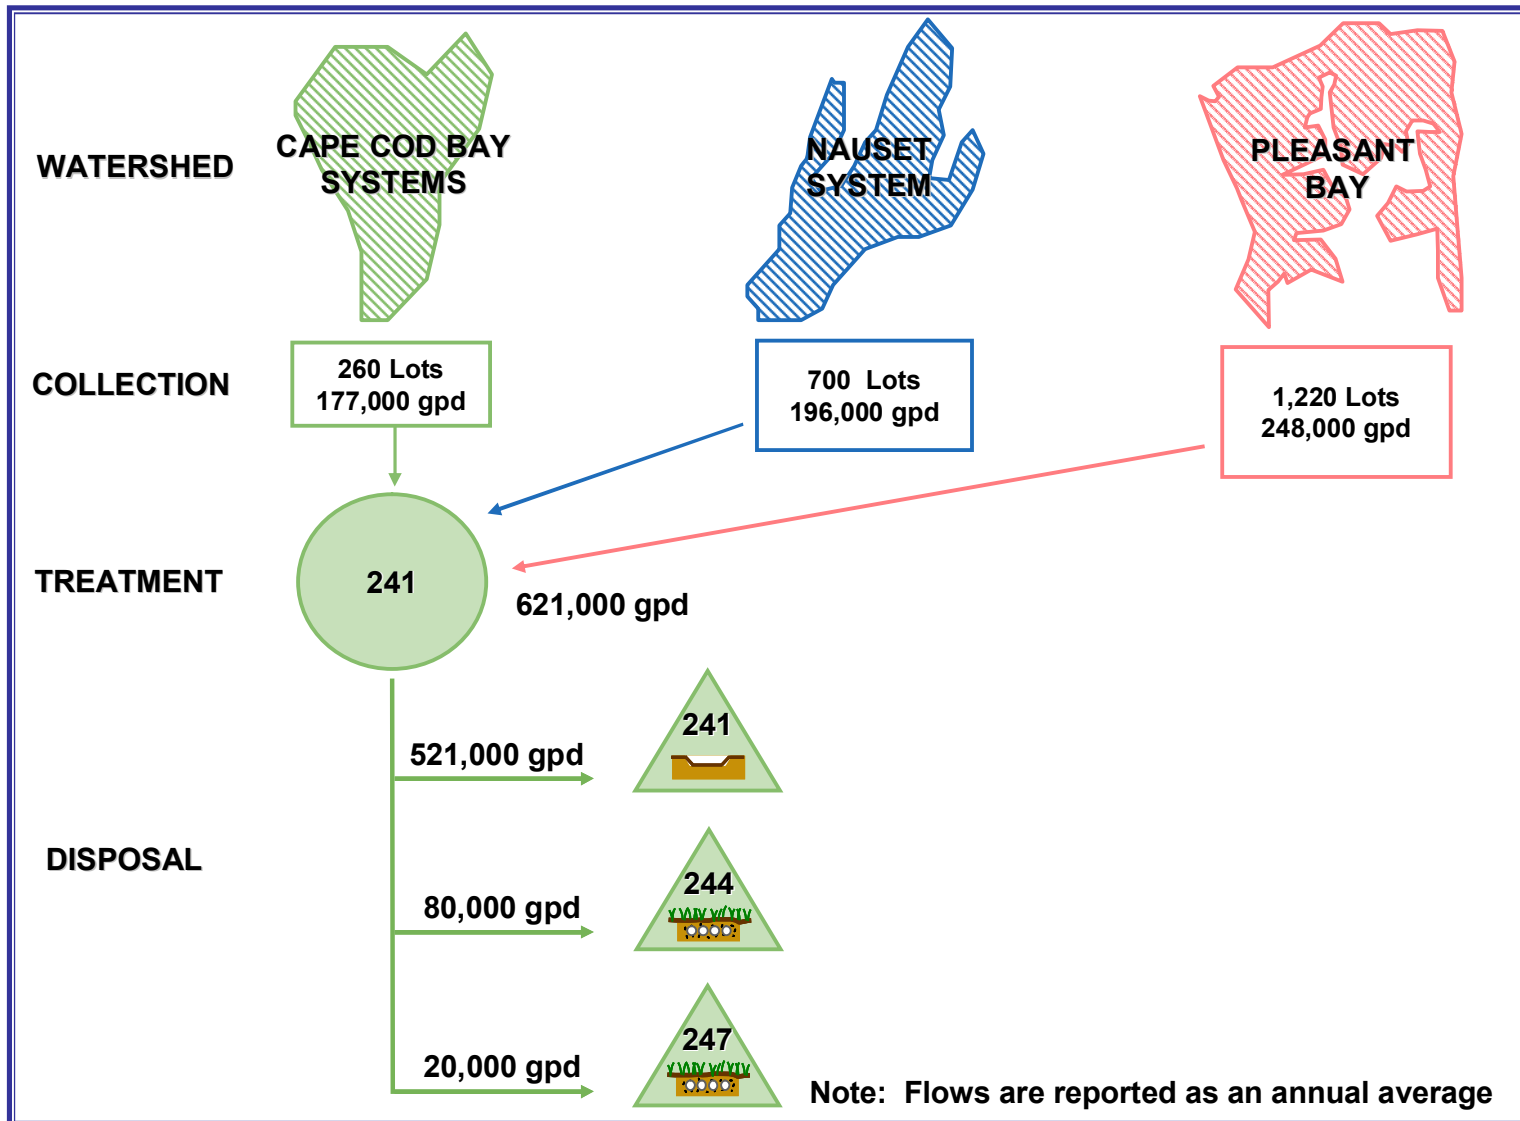 WATERSHED
CAPE COD BAY
SYSTEMS
NAUSET
SYSTEM
PLEASANT
BAY
COLLECTION
260 Lots
177,000 gpd
700 Lots
196,000 gpd
1,220 Lots
248,000 gpd
TREATMENT
241
621,000 gpd
DISPOSAL
521,000 gpd
241
80,000 gpd
244
20,000 gpd
247
Note: Flows are reported as an annual average